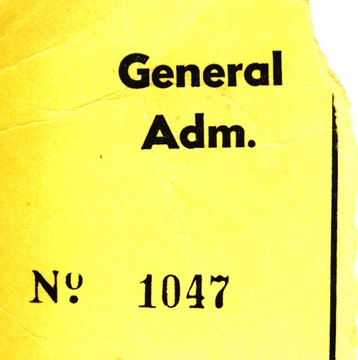 General
Adm.
Nº 1047